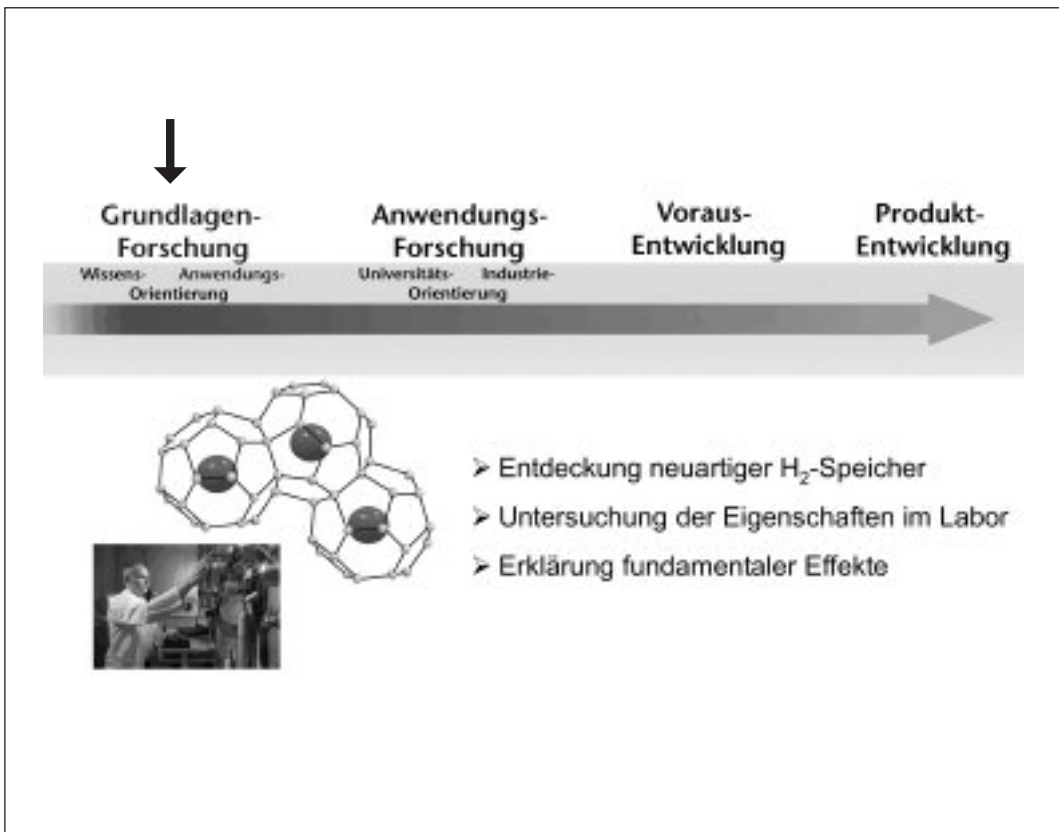 Grundlagen-
Forschung
Wissens- Anwendungs-
Orientierung
Anwendungs-
Forschung
Universitäts- Industrie-
Orientierung
Voraus-
Entwicklung
Produkt-
Entwicklung
➢ Entdeckung neuartiger H₂-Speicher
➢ Untersuchung der Eigenschaften im Labor
➢ Erklärung fundamentaler Effekte